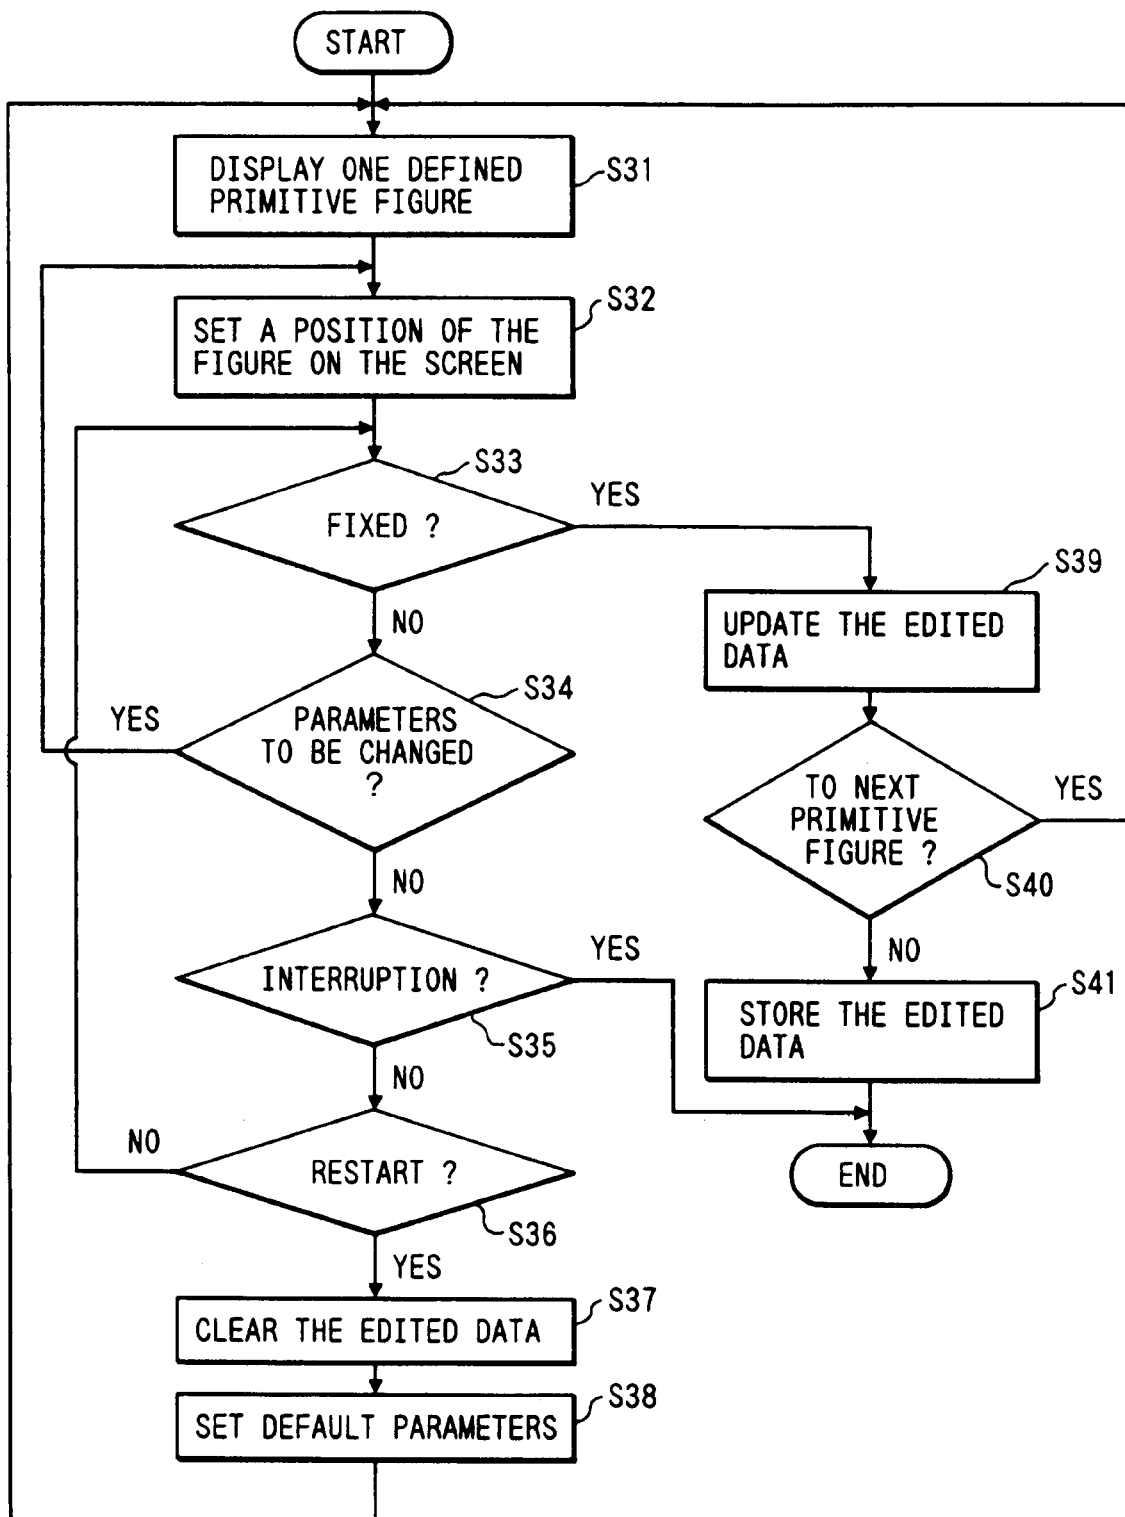 START
DISPLAY ONE DEFINED
PRIMITIVE FIGURE
S31
SET A POSITION OF THE
FIGURE ON THE SCREEN
S32
FIXED ?
S33
YES
NO
PARAMETERS
TO BE CHANGED
?
S34
YES
NO
INTERRUPTION ?
S35
YES
NO
RESTART ?
S36
NO
YES
CLEAR THE EDITED DATA
S37
SET DEFAULT PARAMETERS
S38
UPDATE THE EDITED
DATA
S39
TO NEXT
PRIMITIVE
FIGURE ?
S40
YES
NO
STORE THE EDITED
DATA
S41
END